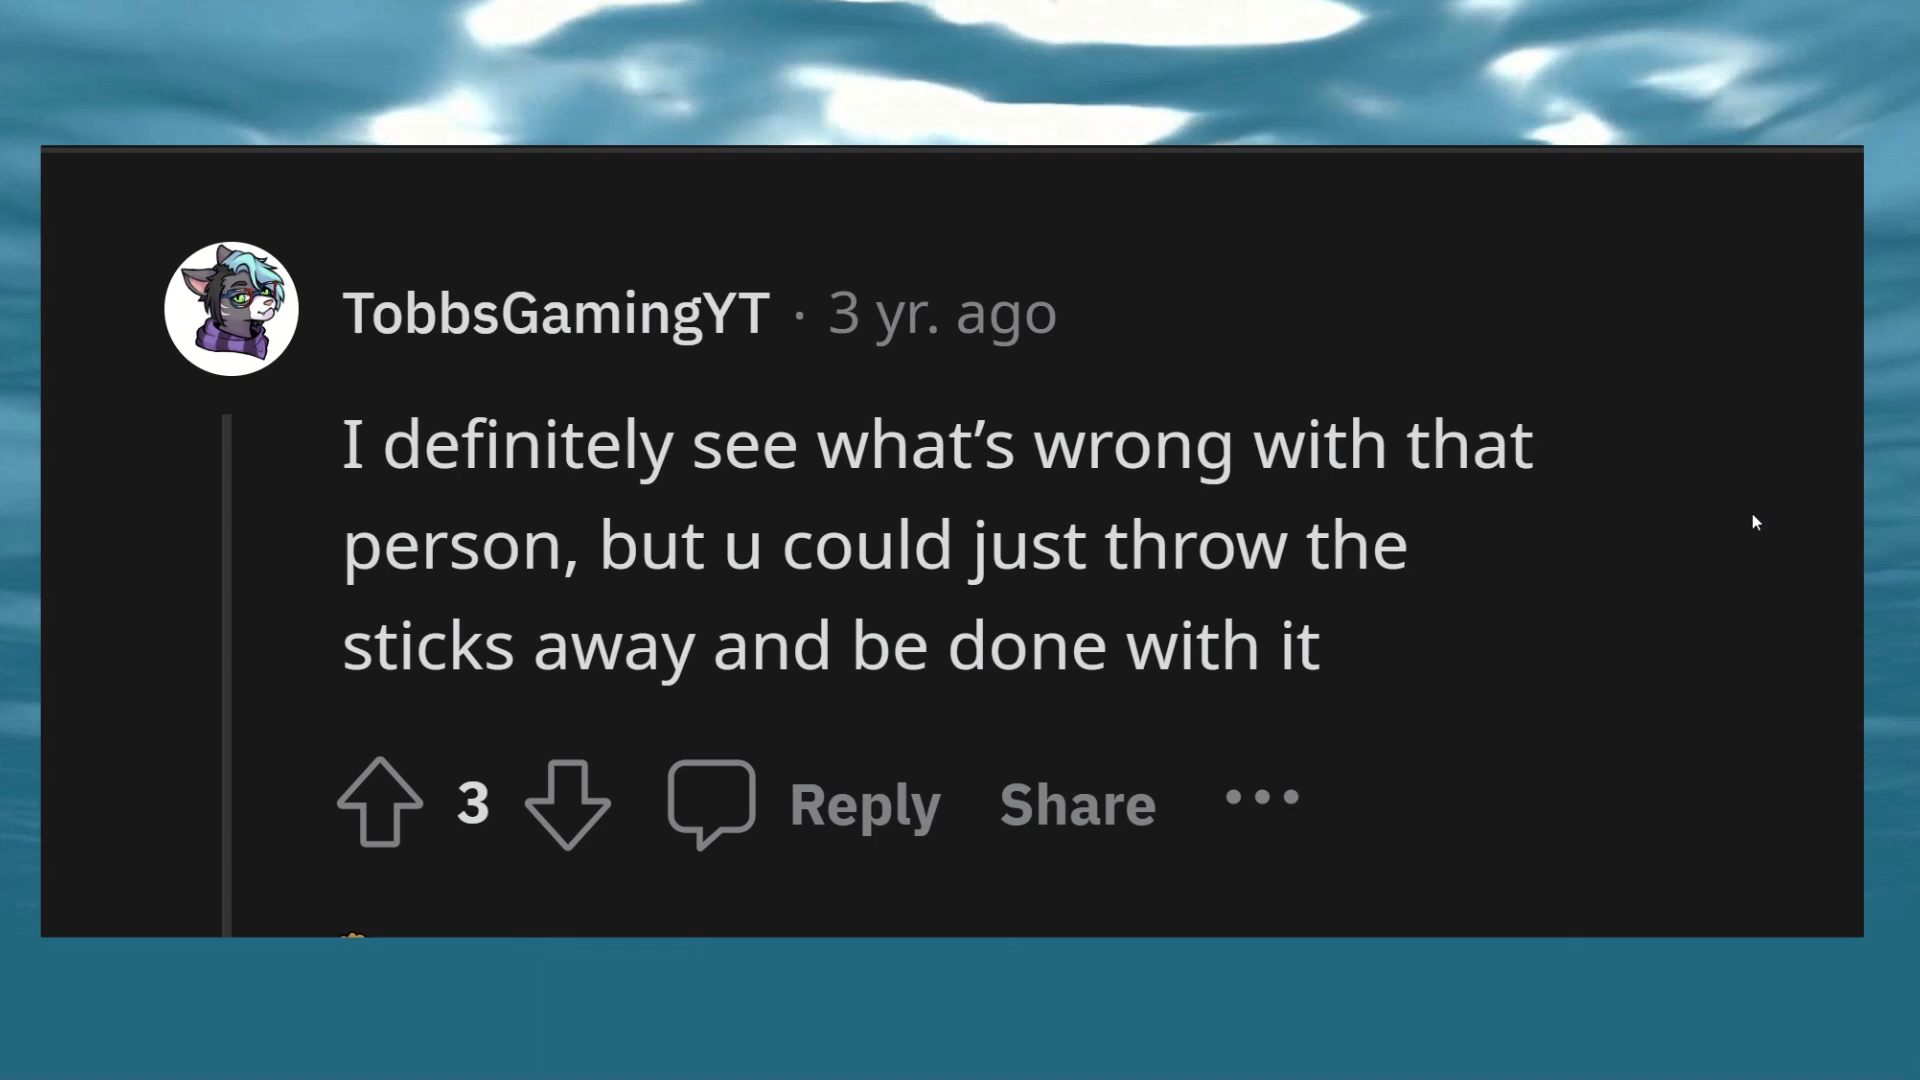 TobbsGamingYT · 3 yr. ago
I definitely see what’s wrong with that
person, but u could just throw the
sticks away and be done with it
3 Reply Share ···